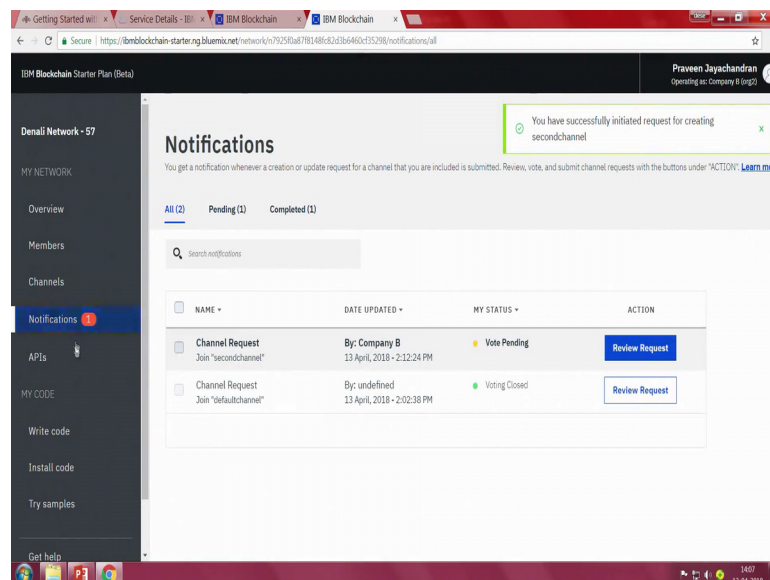 Getting Started wit
Service Details - IB
IBM Blockchain
IBM Blockchain
Secure | https://ibmblockchain-starter.ng.bluemix.net/network/n7925f0a87f8148fc82d3b6460cf35298/notifications/all
IBM Blockchain Starter Plan (Beta)
Praveen Jayachandran
Operating as: Company B (org2)
You have successfully initiated request for creating
secondchannel
Denali Network - 57
Notifications
You get a notification whenever a creation or update request for a channel that you are included is submitted. Review, vote, and submit channel requests with the buttons under "ACTION". Learn m
MY NETWORK
Overview
All (2) Pending (1) Completed (1)
Members
Search notifications
Channels
Notifications 1
NAME DATE UPDATED MY STATUS ACTION
Channel Request By: Company B Vote Pending Review Request
Join "secondchannel" 13 April, 2018 - 2:12:24 PM
APIs
Channel Request By: undefined Voting Closed Review Request
Join "defaultchannel" 13 April, 2018 - 2:02:38 PM
MY CODE
Write code
Install code
Try samples
Get help
14:07